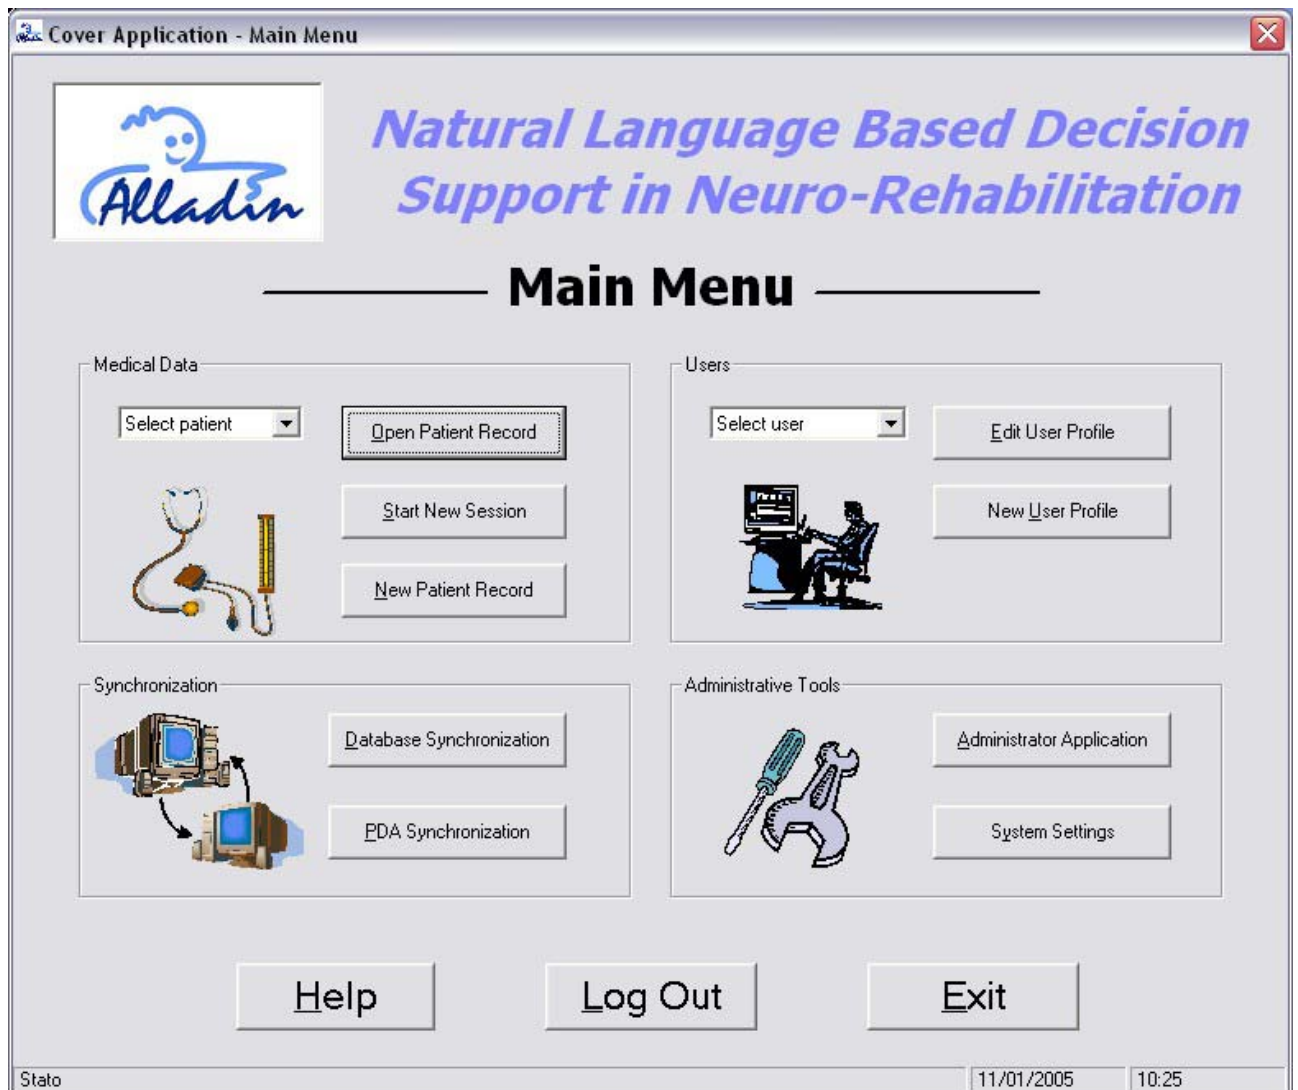 Cover Application - Main Menu
Alladin
Natural Language Based Decision
Support in Neuro-Rehabilitation
Main Menu
Medical Data
Select patient
Open Patient Record
Start New Session
New Patient Record
Users
Select user
Edit User Profile
New User Profile
Synchronization
Database Synchronization
PDA Synchronization
Administrative Tools
Administrator Application
System Settings
Help
Log Out
Exit
Stato
11/01/2005
10:25